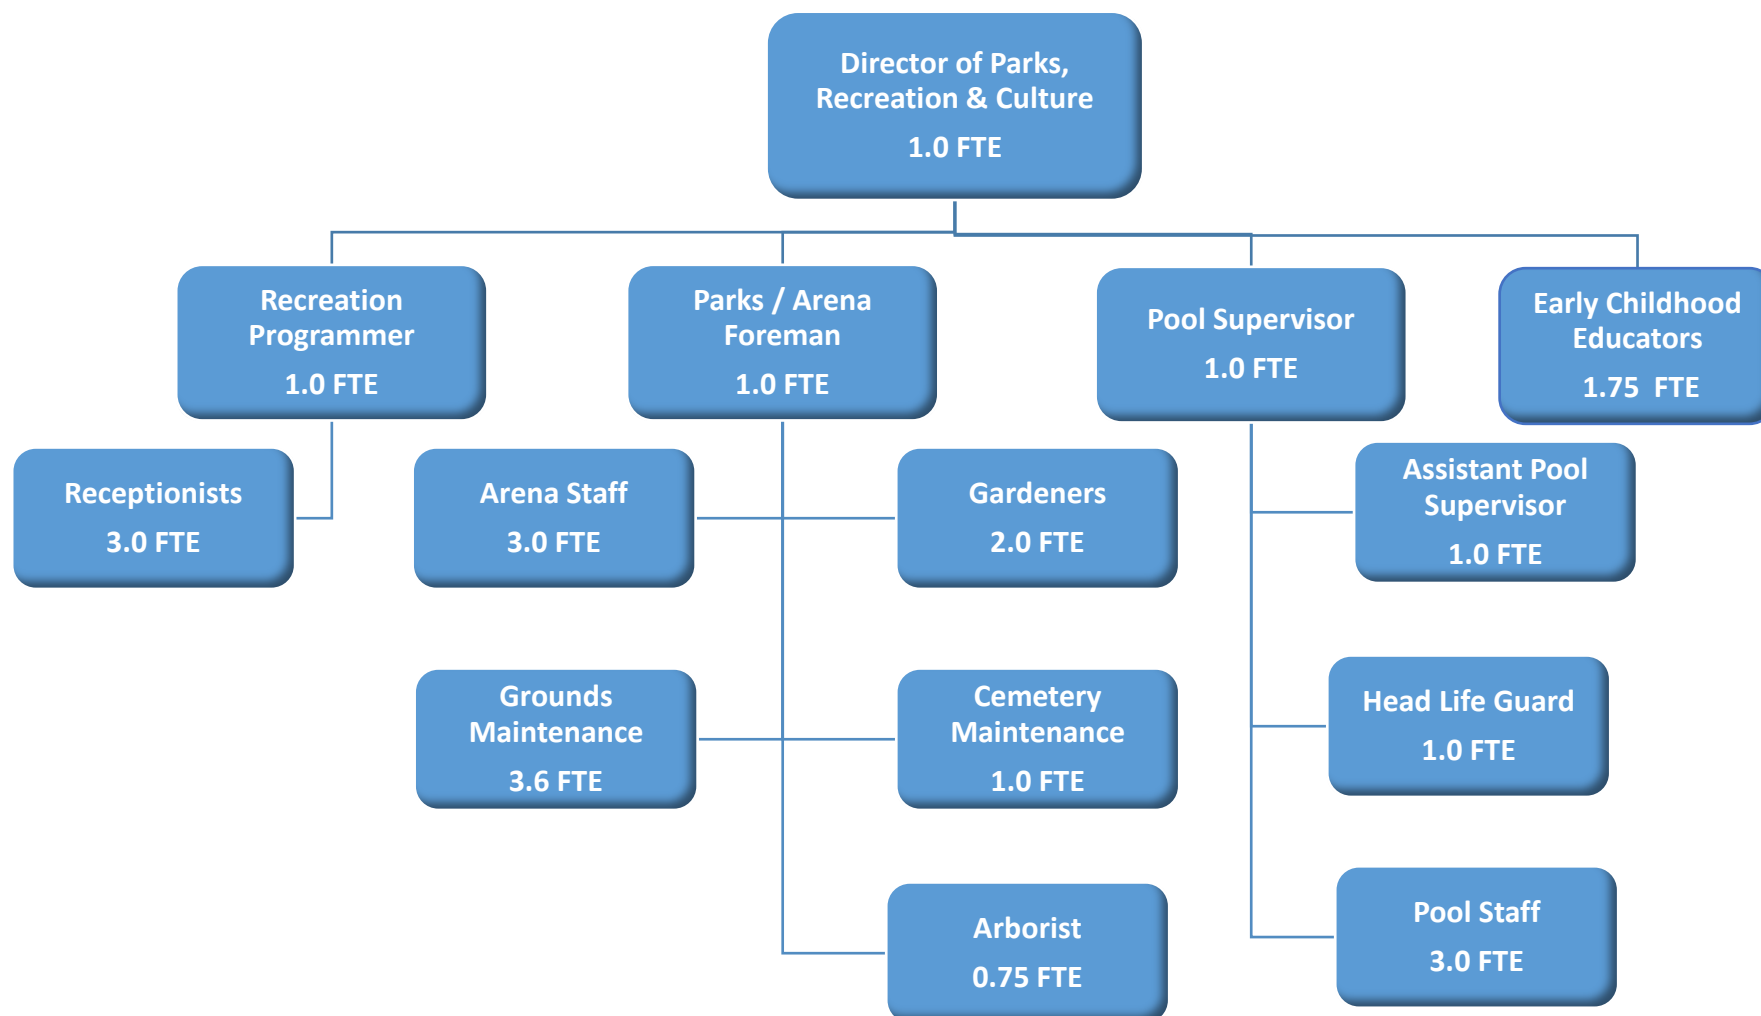 Director of Parks,
Recreation & Culture
1.0 FTE
Recreation
Programmer
1.0 FTE
Parks / Arena
Foreman
1.0 FTE
Pool Supervisor
1.0 FTE
Early Childhood
Educators
1.75 FTE
Receptionists
3.0 FTE
Arena Staff
3.0 FTE
Gardeners
2.0 FTE
Assistant Pool
Supervisor
1.0 FTE
Grounds
Maintenance
3.6 FTE
Cemetery
Maintenance
1.0 FTE
Head Life Guard
1.0 FTE
Arborist
0.75 FTE
Pool Staff
3.0 FTE